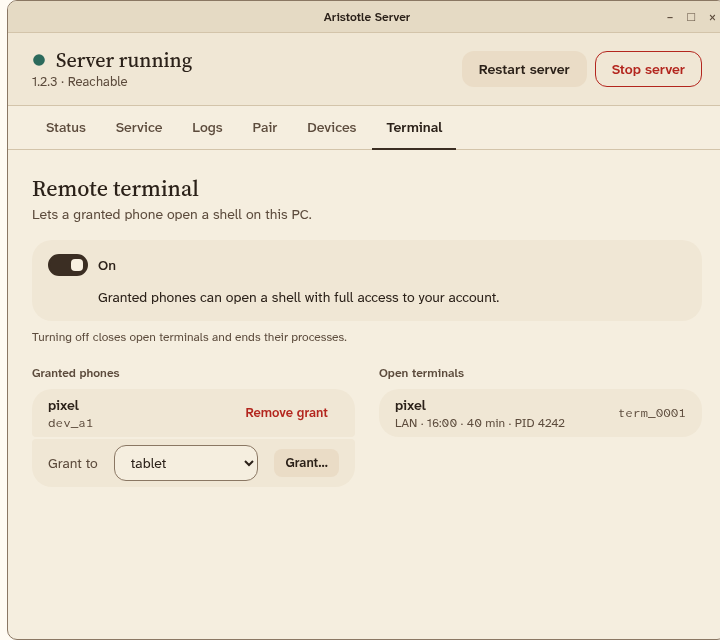 Aristotle Server
Server running
1.2.3 · Reachable
Restart server
Stop server
Status
Service
Logs
Pair
Devices
Terminal
Remote terminal
Lets a granted phone open a shell on this PC.
On
Granted phones can open a shell with full access to your account.
Turning off closes open terminals and ends their processes.
Granted phones
pixel
dev_a1
Remove grant
Grant to
tablet
Grant...
Open terminals
pixel
LAN · 16:00 · 40 min · PID 4242
term_0001